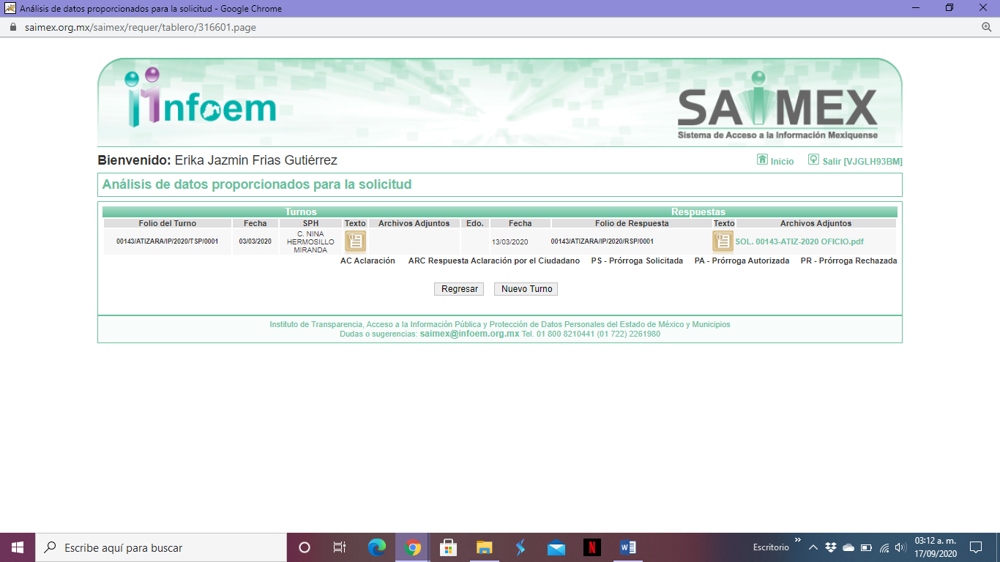 Análisis de datos proporcionados para la solicitud - Google Chrome
saimex.org.mx/saimex/requer/tablero/316601.page
infoem
SAIMEX
Sistema de Acceso a la Información Mexiquense
Bienvenido: Erika Jazmin Frias Gutiérrez
Inicio Salir [VJGLH93BM]
Análisis de datos proporcionados para la solicitud
Turnos Respuestas
Folio del Turno Fecha SPH Texto Archivos Adjuntos Edo. Fecha Folio de Respuesta Texto Archivos Adjuntos
00143/ATIZARA/IP/2020/TSP/0001 03/03/2020 C. NINA HERMOSILLO MIRANDA 13/03/2020 00143/ATIZARA/IP/2020/RSP/0001 SOL. 00143-ATIZ-2020 OFICIO.pdf
AC Aclaración ARC Respuesta Aclaración por el Ciudadano PS - Prórroga Solicitada PA - Prórroga Autorizada PR - Prórroga Rechazada
Regresar Nuevo Turno
Instituto de Transparencia, Acceso a la Información Pública y Protección de Datos Personales del Estado de México y Municipios
Dudas o sugerencias: saimex@infoem.org.mx Tel. 01 800 8210441 (01 722) 2261980
Escribe aquí para buscar
Escritorio
03:12 a. m.
17/09/2020